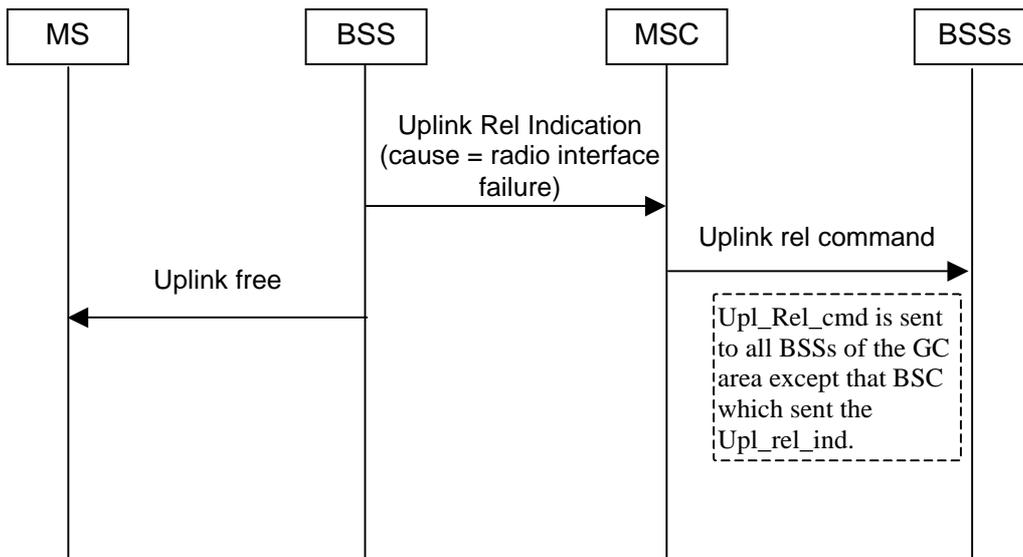 MS
BSS
MSC
BSSs
Uplink Rel Indication
(cause = radio interface
failure)
Uplink rel command
Uplink free
Upl_Rel_cmd is sent
to all BSSs of the GC
area except that BSC
which sent the
Upl_rel_ind.